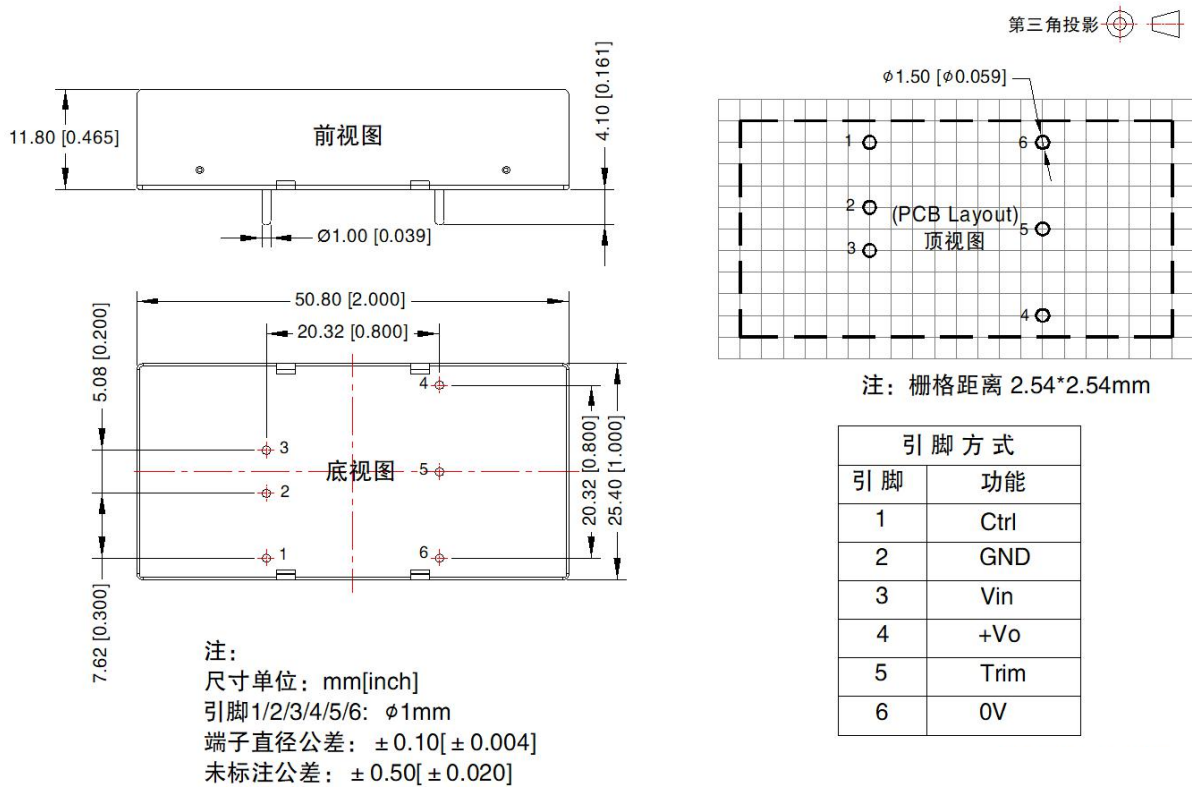 第三角投影
11.80 [0.465]
前视图
4.10 [0.161]
Ø1.00 [0.039]
ϕ1.50 [ϕ0.059]
1
6
2
(PCB Layout)
5
顶视图
3
4
注：栅格距离 2.54*2.54mm
50.80 [2.000]
20.32 [0.800]
5.08 [0.200]
7.62 [0.300]
4
3
底视图
5
2
1
6
20.32 [0.800]
25.40 [1.000]
引 脚 方 式
引 脚 功能
1 Ctrl
2 GND
3 Vin
4 +Vo
5 Trim
6 0V
注：
尺寸单位：mm[inch]
引脚1/2/3/4/5/6: ϕ1mm
端子直径公差：±0.10[±0.004]
未标注公差：±0.50[±0.020]